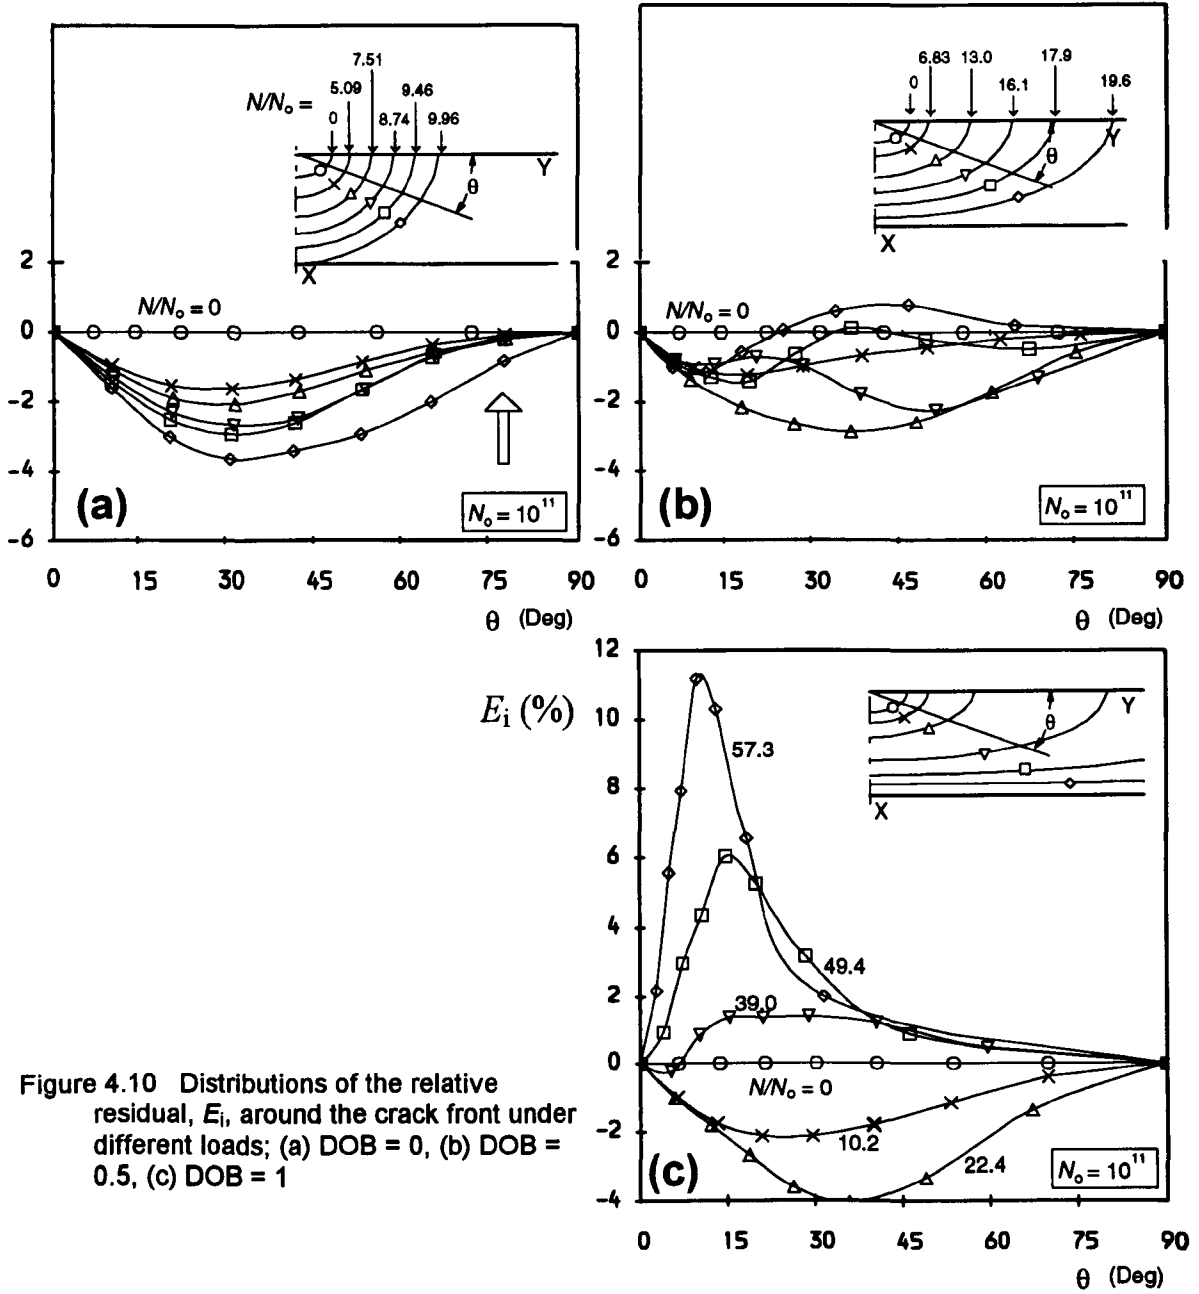 7.51
5.09
9.46
N/No =
0
8.74
9.96
Y
θ
X
2
N/No = 0
0
-2
-4
-6
(a)
No = 10^11
0 15 30 45 60 75 90
θ (Deg)
6.83
13.0
17.9
0
16.1
19.6
Y
θ
X
2
N/No = 0
0
-2
-4
-6
(b)
No = 10^11
0 15 30 45 60 75 90
θ (Deg)
12
Ei (%)
10
8
6
4
2
0
-2
-4
Y
θ
X
57.3
49.4
39.0
N/No = 0
10.2
22.4
(c)
No = 10^11
0 15 30 45 60 75 90
θ (Deg)
Figure 4.10 Distributions of the relative
residual, Ei, around the crack front under
different loads; (a) DOB = 0, (b) DOB =
0.5, (c) DOB = 1